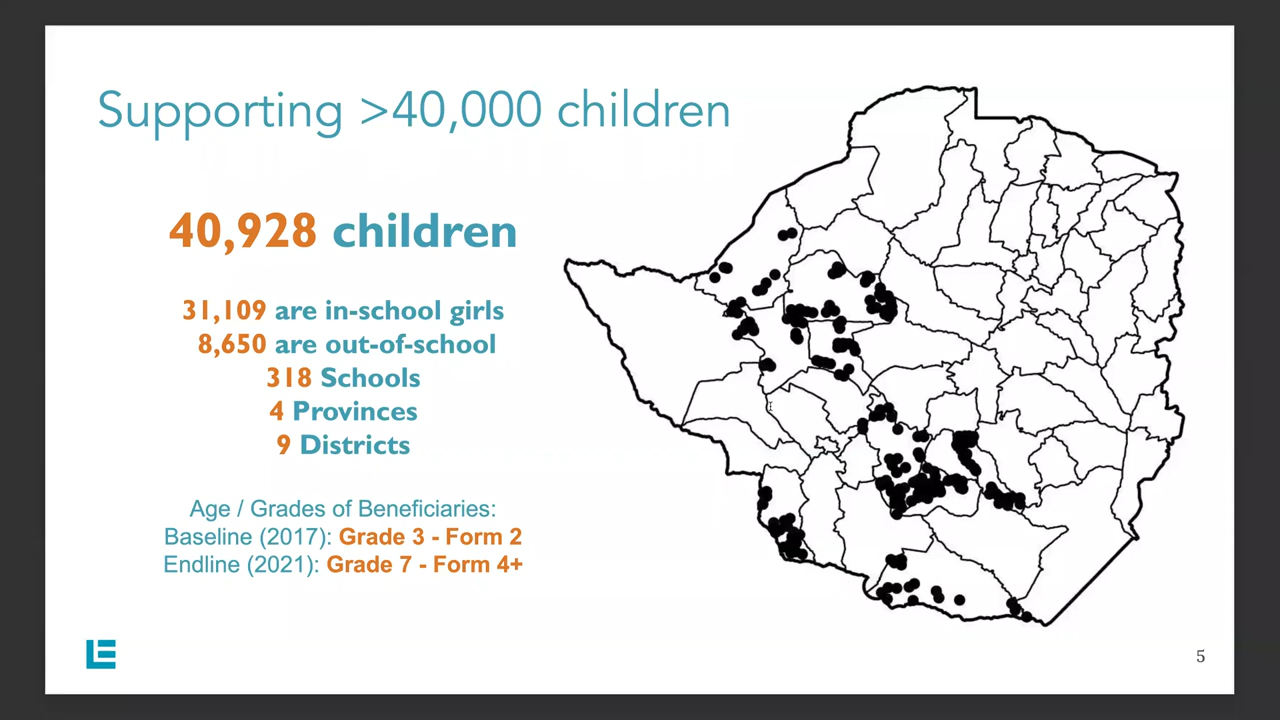 Supporting >40,000 children
40,928 children
31,109 are in-school girls
8,650 are out-of-school
318 Schools
4 Provinces
9 Districts
Age / Grades of Beneficiaries:
Baseline (2017): Grade 3 - Form 2
Endline (2021): Grade 7 - Form 4+
LE
5